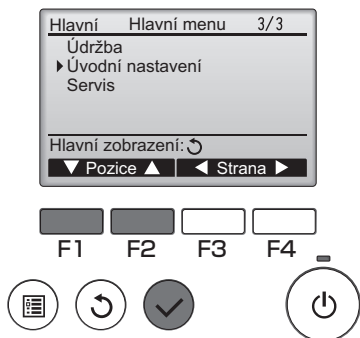 Hlavní Hlavní menu 3/3
Údržba
Úvodní nastavení
Servis
Hlavní zobrazení:
Pozice Strana
F1 F2 F3 F4